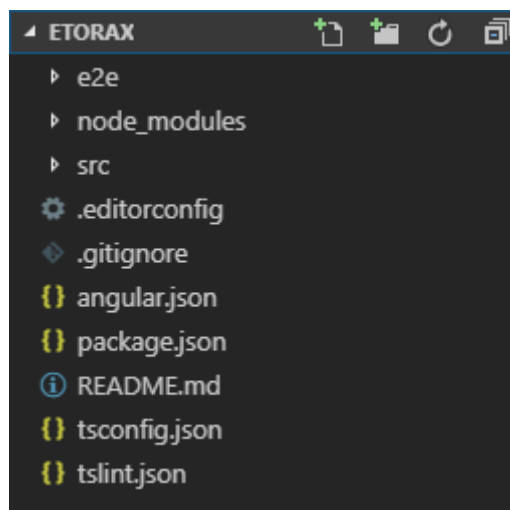 ETORAX
e2e
node_modules
src
.editorconfig
.gitignore
angular.json
package.json
README.md
tsconfig.json
tslint.json